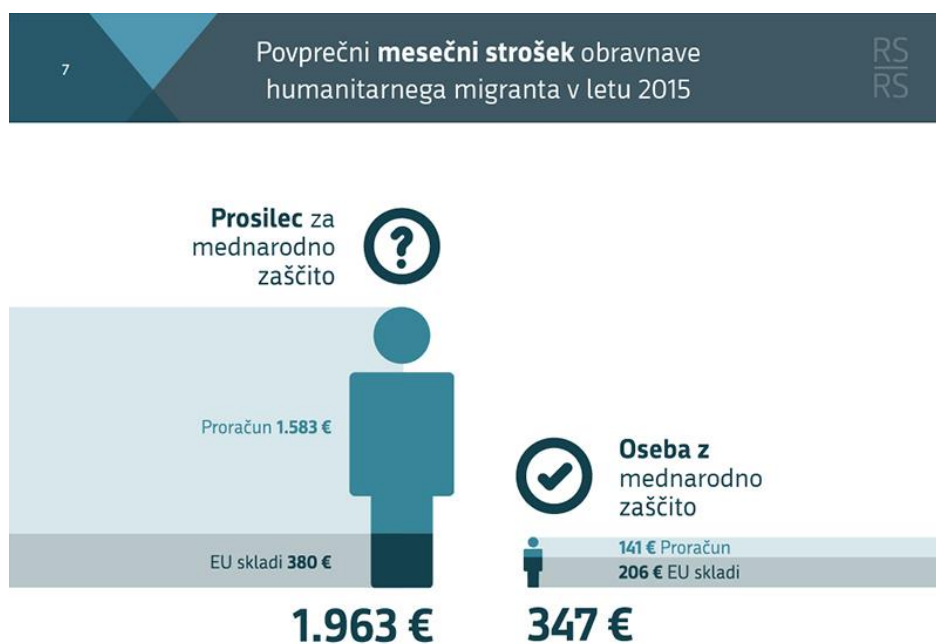 7
Povprečni mesečni strošek obravnave
humanitarnega migranta v letu 2015
RS
RS
Prosilec za
mednarodno
zaščito
?
Proračun 1.583 €
EU skladi 380 €
1.963 €
Oseba z
mednarodno
zaščito
141 € Proračun
206 € EU skladi
347 €